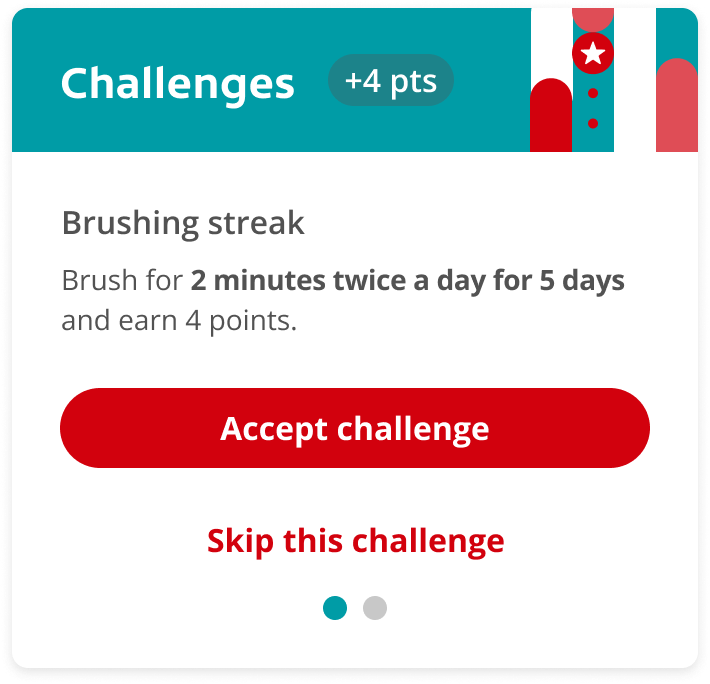 Challenges +4 pts
Brushing streak
Brush for 2 minutes twice a day for 5 days
and earn 4 points.
Accept challenge
Skip this challenge